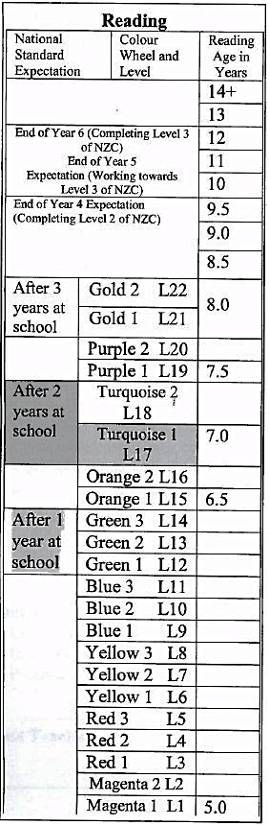 Reading
National Standard Expectation
Colour Wheel and Level
Reading Age in Years
14+
13
End of Year 6 (Completing Level 3 of NZC)
12
End of Year 5
11
Expectation (Working towards Level 3 of NZC)
10
End of Year 4 Expectation (Completing Level 2 of NZC)
9.5
9.0
8.5
After 3 years at school
Gold 2 L22
8.0
Gold 1 L21
Purple 2 L20
Purple 1 L19 7.5
After 2 years at school
Turquoise 2 L18
Turquoise 1 L17
7.0
Orange 2 L16
Orange 1 L15 6.5
After 1 year at school
Green 3 L14
Green 2 L13
Green 1 L12
Blue 3 L11
Blue 2 L10
Blue 1 L9
Yellow 3 L8
Yellow 2 L7
Yellow 1 L6
Red 3 L5
Red 2 L4
Red 1 L3
Magenta 2 L2
Magenta 1 L1 5.0